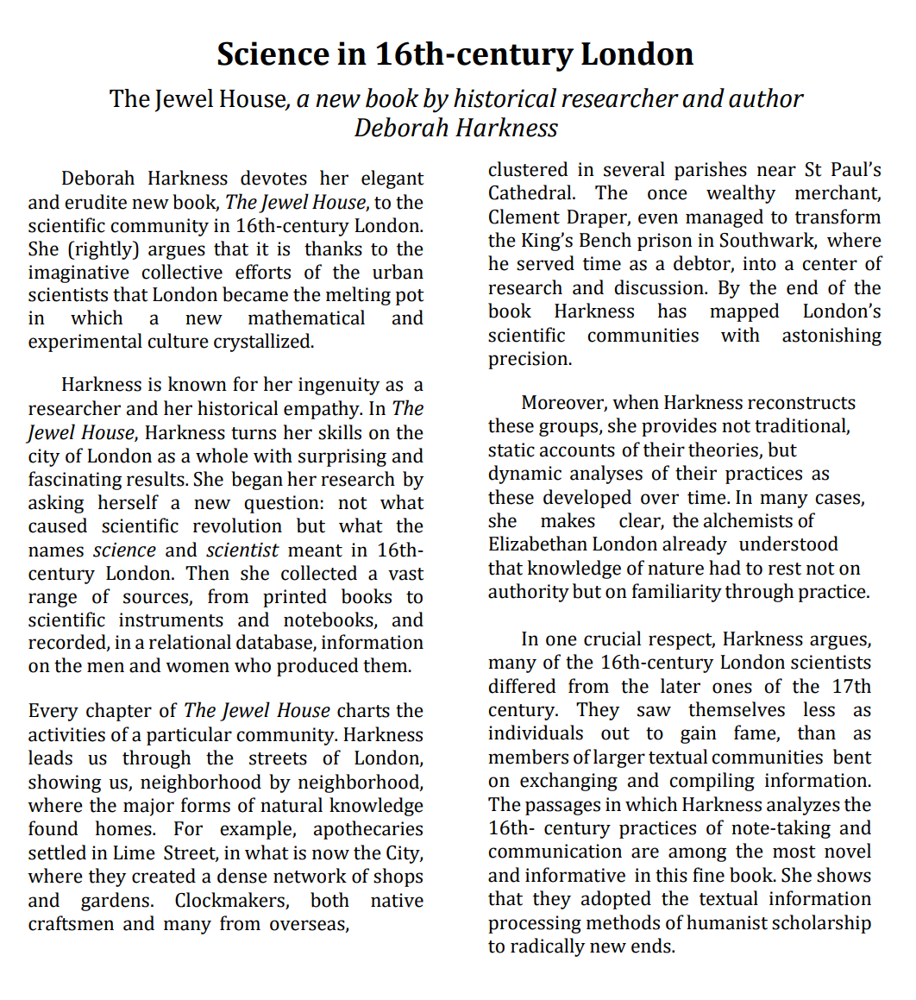 Science in 16th-century London
The Jewel House, a new book by historical researcher and author
Deborah Harkness
Deborah Harkness devotes her elegant
and erudite new book, The Jewel House, to the
scientific community in 16th-century London.
She (rightly) argues that it is thanks to the
imaginative collective efforts of the urban
scientists that London became the melting pot
in which a new mathematical and
experimental culture crystallized.
Harkness is known for her ingenuity as a
researcher and her historical empathy. In The
Jewel House, Harkness turns her skills on the
city of London as a whole with surprising and
fascinating results. She began her research by
asking herself a new question: not what
caused scientific revolution but what the
names science and scientist meant in 16th-
century London. Then she collected a vast
range of sources, from printed books to
scientific instruments and notebooks, and
recorded, in a relational database, information
on the men and women who produced them.
Every chapter of The Jewel House charts the
activities of a particular community. Harkness
leads us through the streets of London,
showing us, neighborhood by neighborhood,
where the major forms of natural knowledge
found homes. For example, apothecaries
settled in Lime Street, in what is now the City,
where they created a dense network of shops
and gardens. Clockmakers, both native
craftsmen and many from overseas,
clustered in several parishes near St Paul's
Cathedral. The once wealthy merchant,
Clement Draper, even managed to transform
the King's Bench prison in Southwark, where
he served time as a debtor, into a center of
research and discussion. By the end of the
book Harkness has mapped London's
scientific communities with astonishing
precision.
Moreover, when Harkness reconstructs
these groups, she provides not traditional,
static accounts of their theories, but
dynamic analyses of their practices as
these developed over time. In many cases,
she makes clear, the alchemists of
Elizabethan London already understood
that knowledge of nature had to rest not on
authority but on familiarity through practice.
In one crucial respect, Harkness argues,
many of the 16th-century London scientists
differed from the later ones of the 17th
century. They saw themselves less as
individuals out to gain fame, than as
members of larger textual communities bent
on exchanging and compiling information.
The passages in which Harkness analyzes the
16th- century practices of note-taking and
communication are among the most novel
and informative in this fine book. She shows
that they adopted the textual information
processing methods of humanist scholarship
to radically new ends.